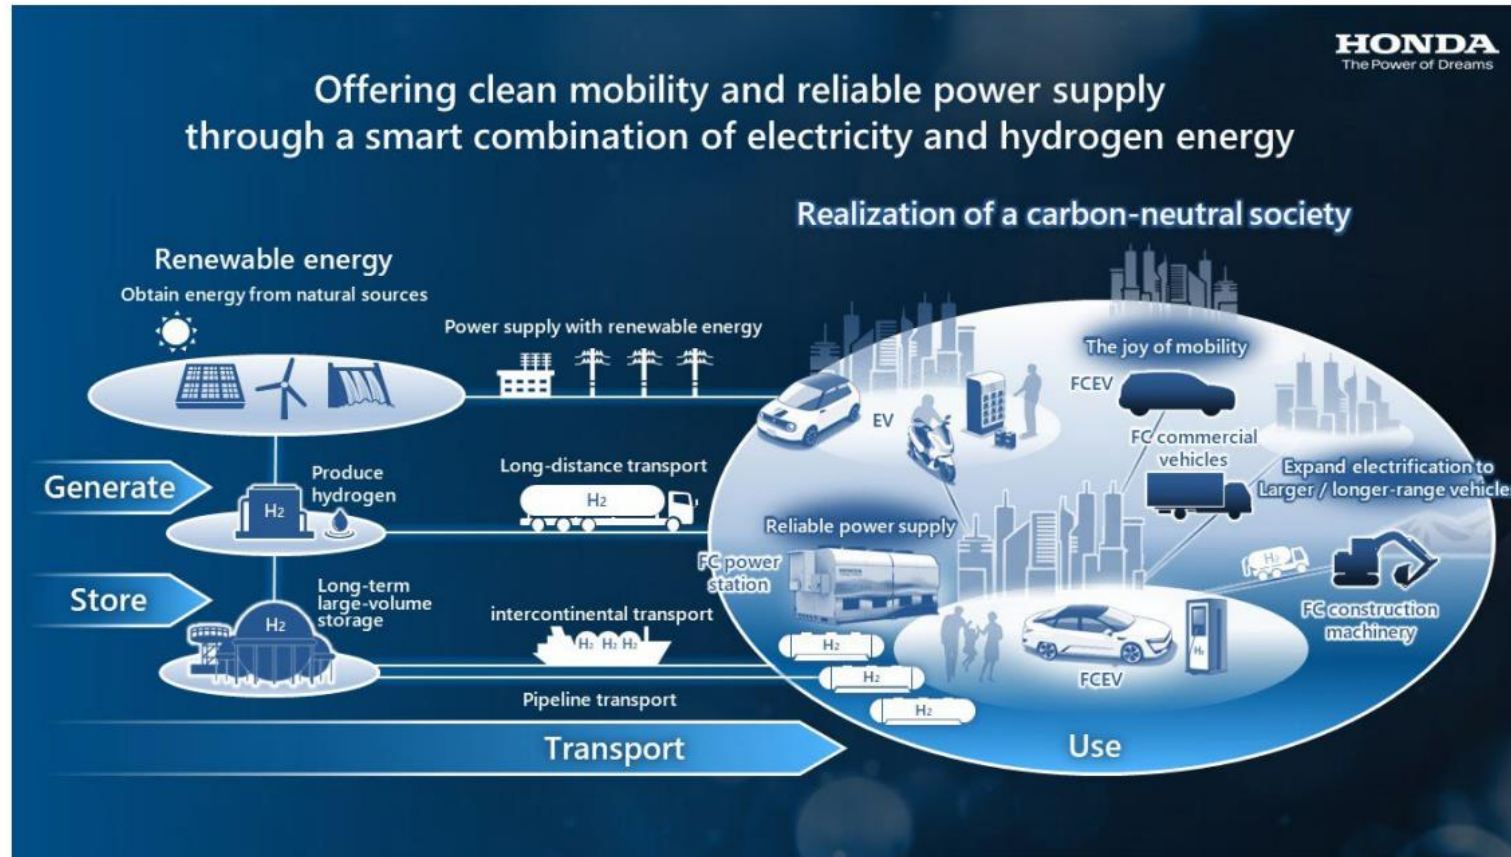 HONDA
The Power of Dreams
Offering clean mobility and reliable power supply
through a smart combination of electricity and hydrogen energy
Realization of a carbon-neutral society
Renewable energy
Obtain energy from natural sources
Power supply with renewable energy
The joy of mobility
FCEV
EV
FC commercial
vehicles
Expand electrification to
Larger / longer-range vehicles
Generate
Produce
hydrogen
H2
Long-distance transport
H2
Reliable power supply
FC power
station
HONDA
H2
FC construction
machinery
Store
Long-term
large-volume
storage
H2
intercontinental transport
H2 H2 H2
Pipeline transport
H2
H2
H2
FCEV
H2
Transport
Use